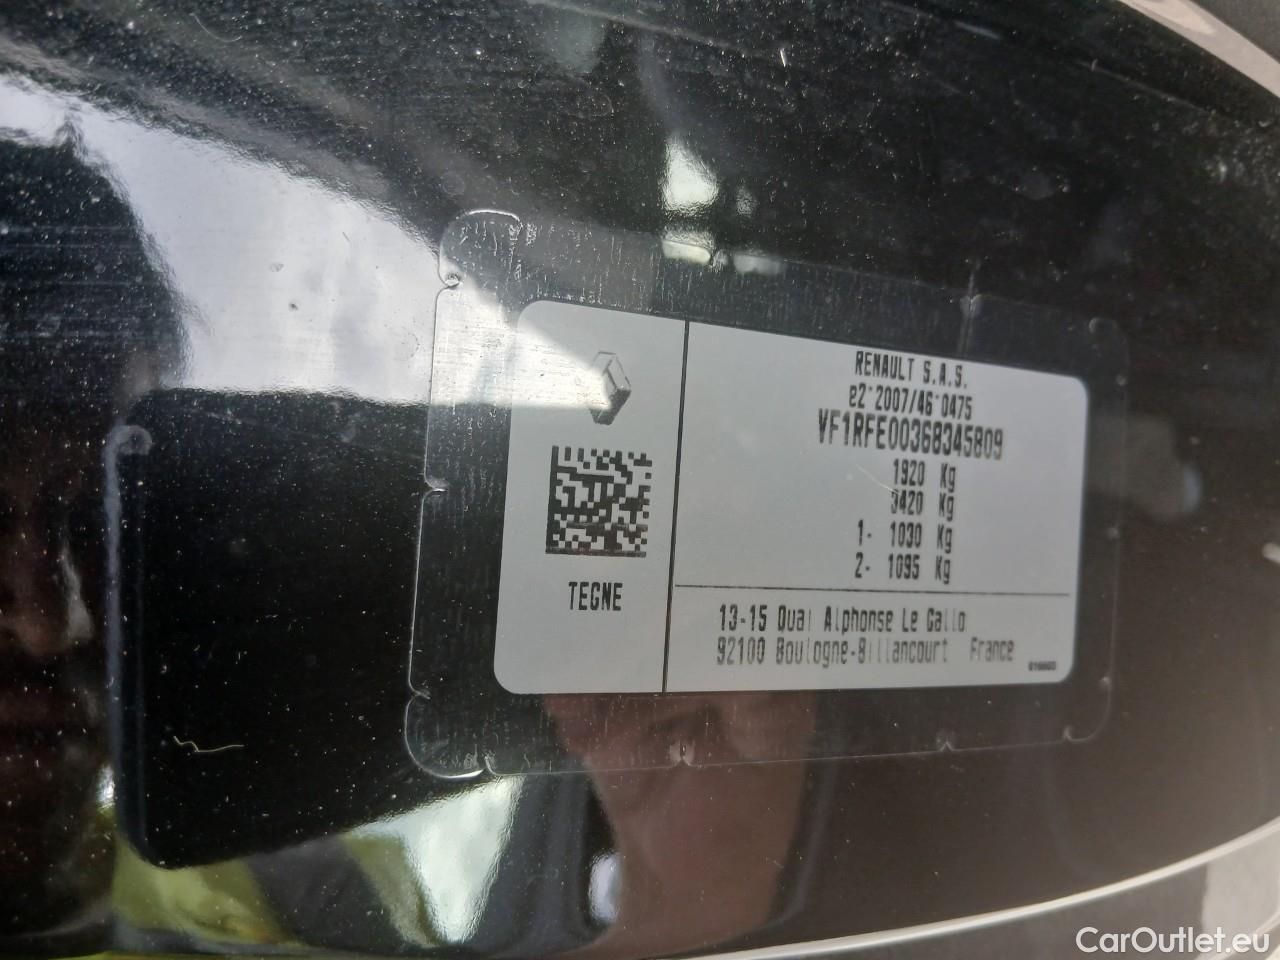 RENAULT S.A.S.
e2*2007/46*0475
VF1RFE00368345809
1920 Kg
3420 Kg
1- 1030 Kg
2- 1095 Kg
TEGNE
13-15 Quai Alphonse Le Gallo
92100 Boulogne-Billancourt France
CarOutlet.eu